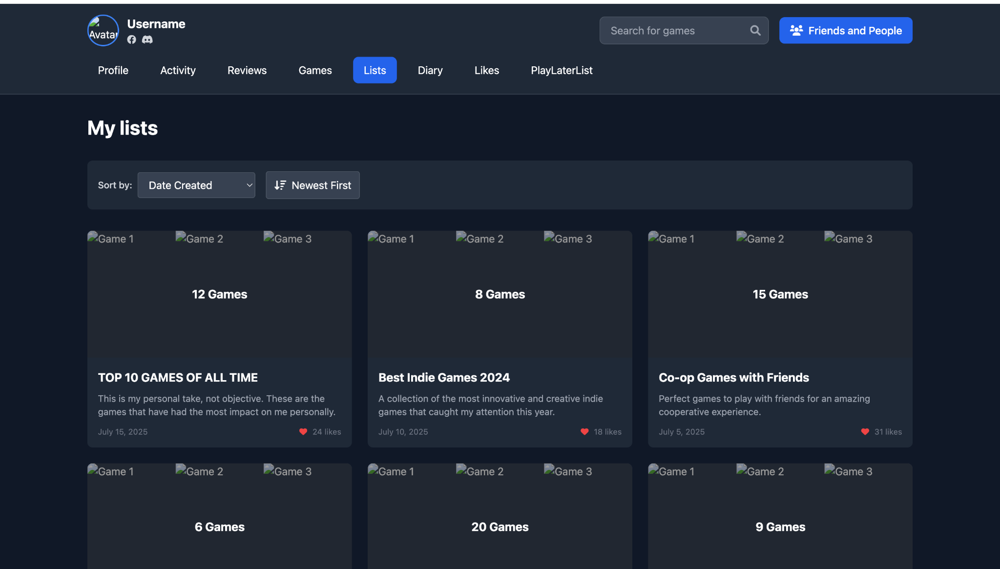 Avatar
Username
Search for games
Friends and People
Profile
Activity
Reviews
Games
Lists
Diary
Likes
PlayLaterList
My lists
Sort by:
Date Created
Newest First
Game 1
Game 2
Game 3
12 Games
TOP 10 GAMES OF ALL TIME
This is my personal take, not objective. These are the
games that have had the most impact on me personally.
July 15, 2025
24 likes
Game 1
Game 2
Game 3
8 Games
Best Indie Games 2024
A collection of the most innovative and creative indie
games that caught my attention this year.
July 10, 2025
18 likes
Game 1
Game 2
Game 3
15 Games
Co-op Games with Friends
Perfect games to play with friends for an amazing
cooperative experience.
July 5, 2025
31 likes
Game 1
Game 2
Game 3
6 Games
Game 1
Game 2
Game 3
20 Games
Game 1
Game 2
Game 3
9 Games